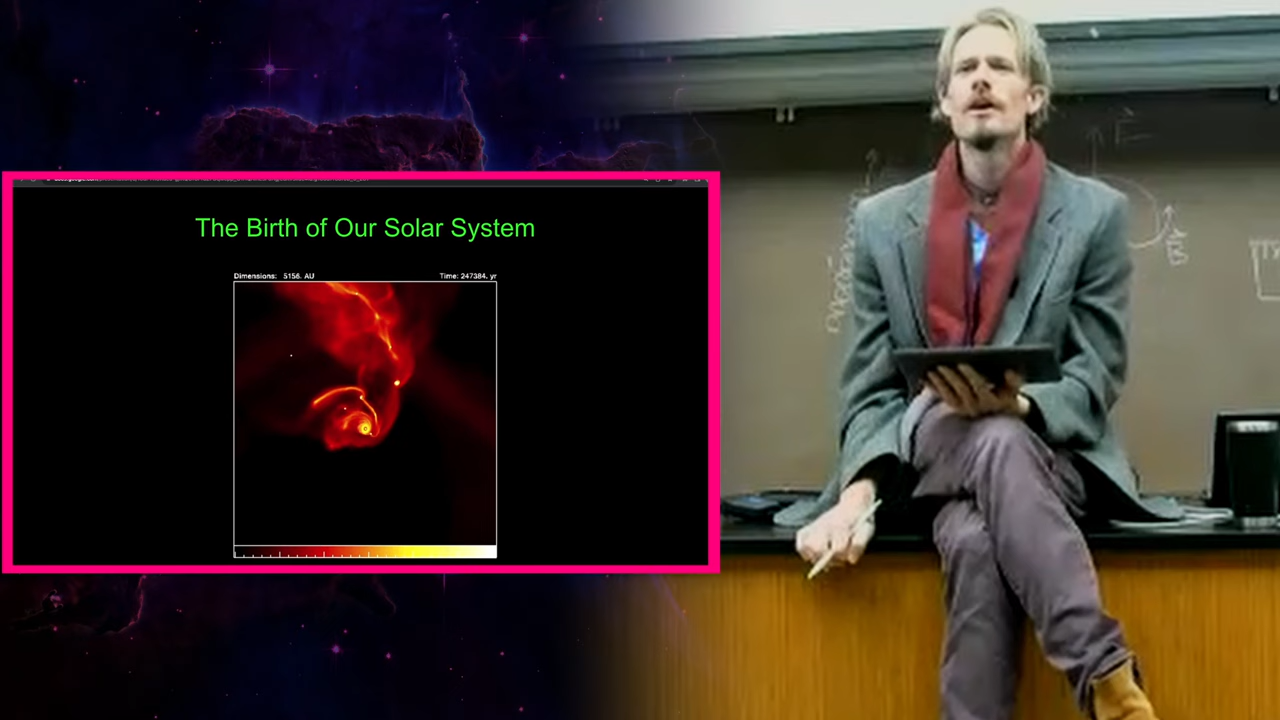 The Birth of Our Solar System
Dimensions: 5156. AU
Time: 247384. yr